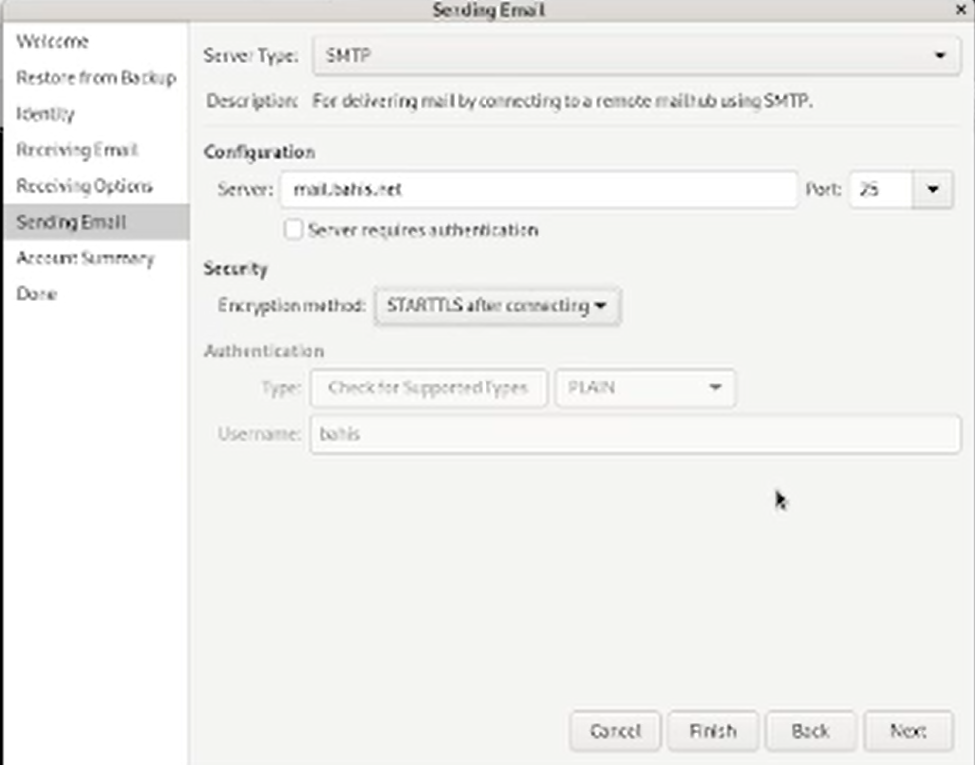 Sending Email
Welcome
Restore from Backup
Identity
Receiving Email
Receiving Options
Sending Email
Account Summary
Done
Server Type: SMTP
Description: For delivering mail by connecting to a remote mailhub using SMTP.
Configuration
Server: mail.bahis.net Port: 25
Server requires authentication
Security
Encryption method: STARTTLS after connecting
Authentication
Type: Check for Supported Types PLAIN
Username: bahis
Cancel Finish Back Next